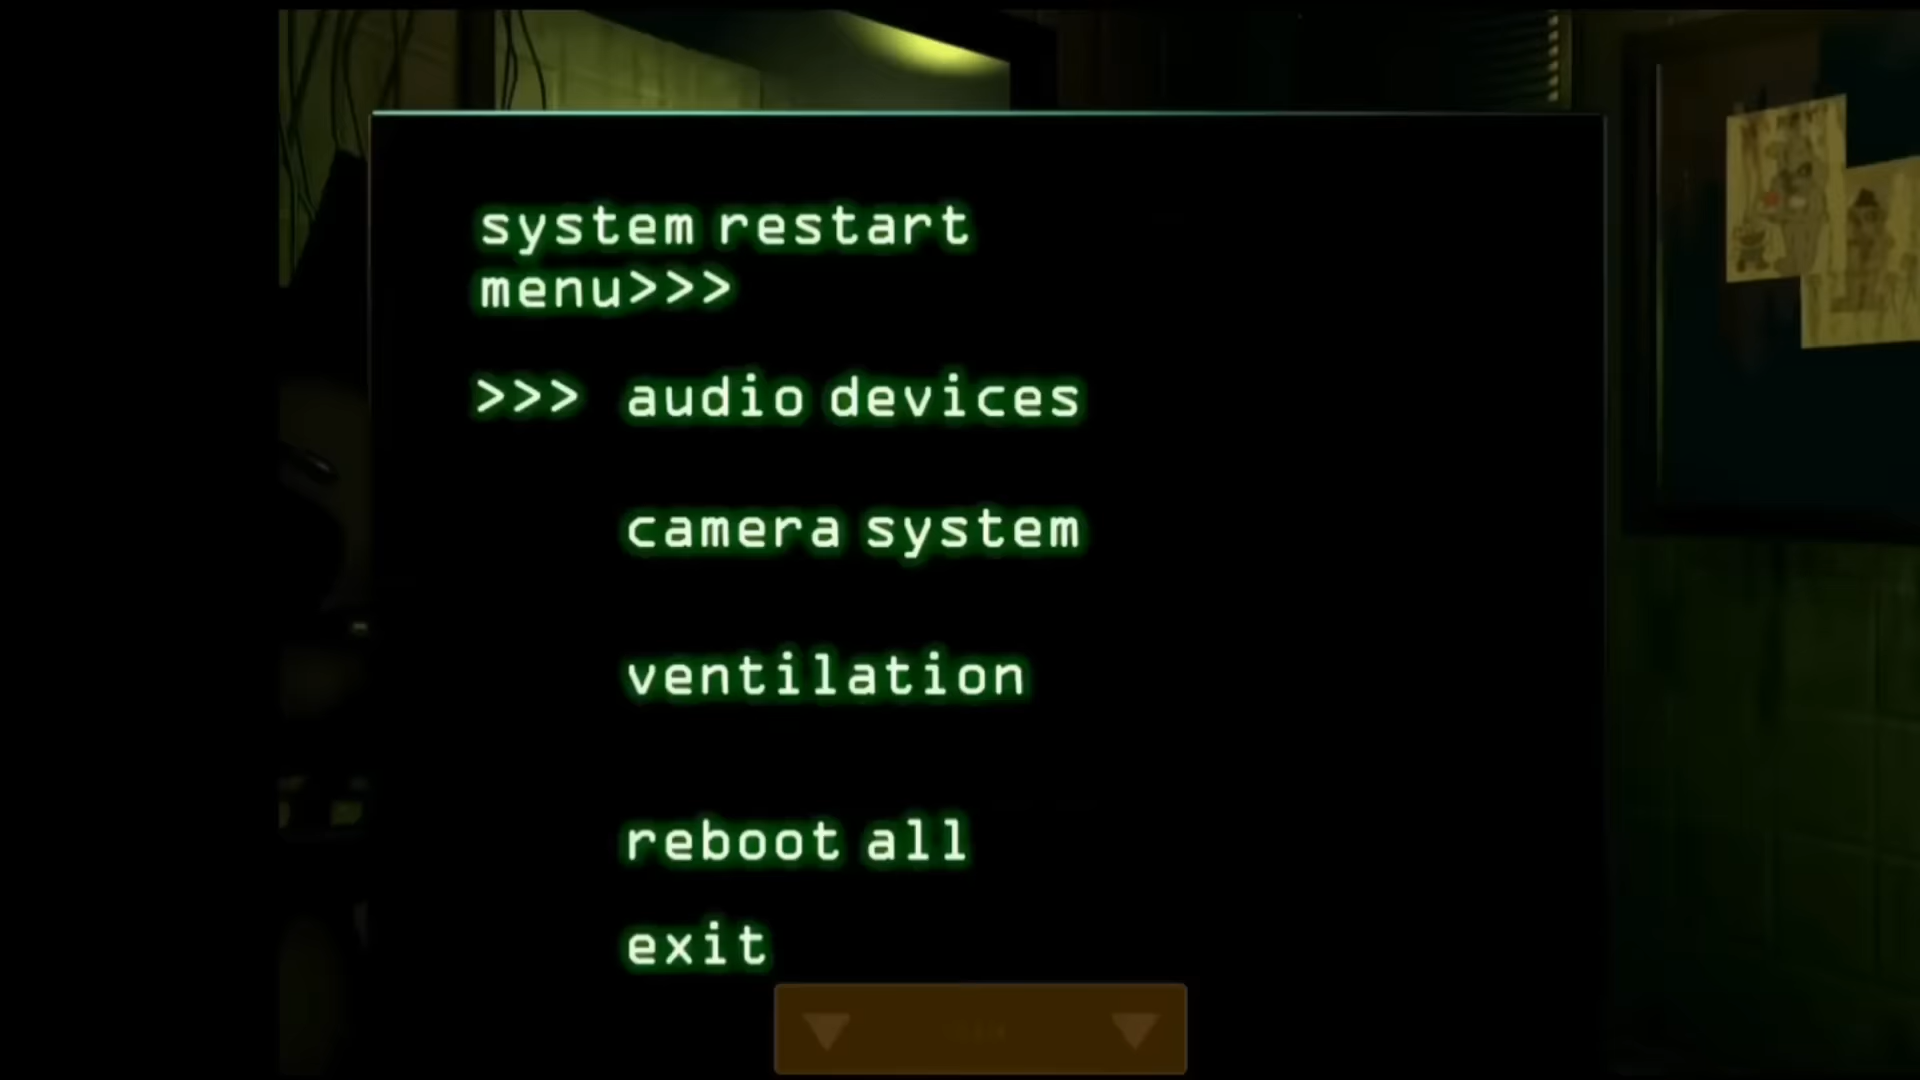 system restart
menu>>>
>>> audio devices
camera system
ventilation
reboot all
exit